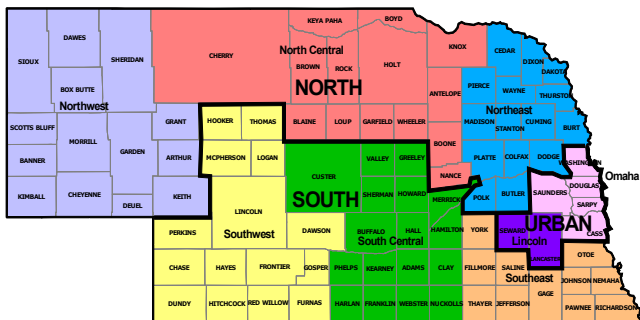 KEYA PAHA
BOYD
DAWES
SIOUX
SHERIDAN
CHERRY
North Central
KNOX
CEDAR
DIXON
DAKOTA
BROWN
ROCK
HOLT
BOX BUTTE
NORTH
PIERCE
WAYNE
THURSTON
ANTELOPE
Northwest
Northeast
GRANT
HOOKER
THOMAS
BLAINE
LOUP
GARFIELD
WHEELER
MADISON
STANTON
CUMING
BURT
SCOTTS BLUFF
MORRILL
GARDEN
BOONE
BANNER
ARTHUR
MCPHERSON
LOGAN
VALLEY
GREELEY
PLATTE
COLFAX
DODGE
WASHINGTON
CUSTER
NANCE
Omaha
KIMBALL
CHEYENNE
DEUEL
KEITH
SOUTH
SHERMAN
HOWARD
MERRICK
POLK
BUTLER
SAUNDERS
DOUGLAS
SARPY
LINCOLN
PERKINS
Southwest
DAWSON
BUFFALO
HALL
HAMILTON
YORK
SEWARD
URBAN
CASS
South Central
Lincoln
LANCASTER
OTOE
CHASE
HAYES
FRONTIER
GOSPER
PHELPS
KEARNEY
ADAMS
CLAY
FILLMORE
SALINE
Southeast
GAGE
JOHNSON
NEMAHA
DUNDY
HITCHCOCK
RED WILLOW
FURNAS
HARLAN
FRANKLIN
WEBSTER
NUCKOLLS
THAYER
JEFFERSON
PAWNEE
RICHARDSON